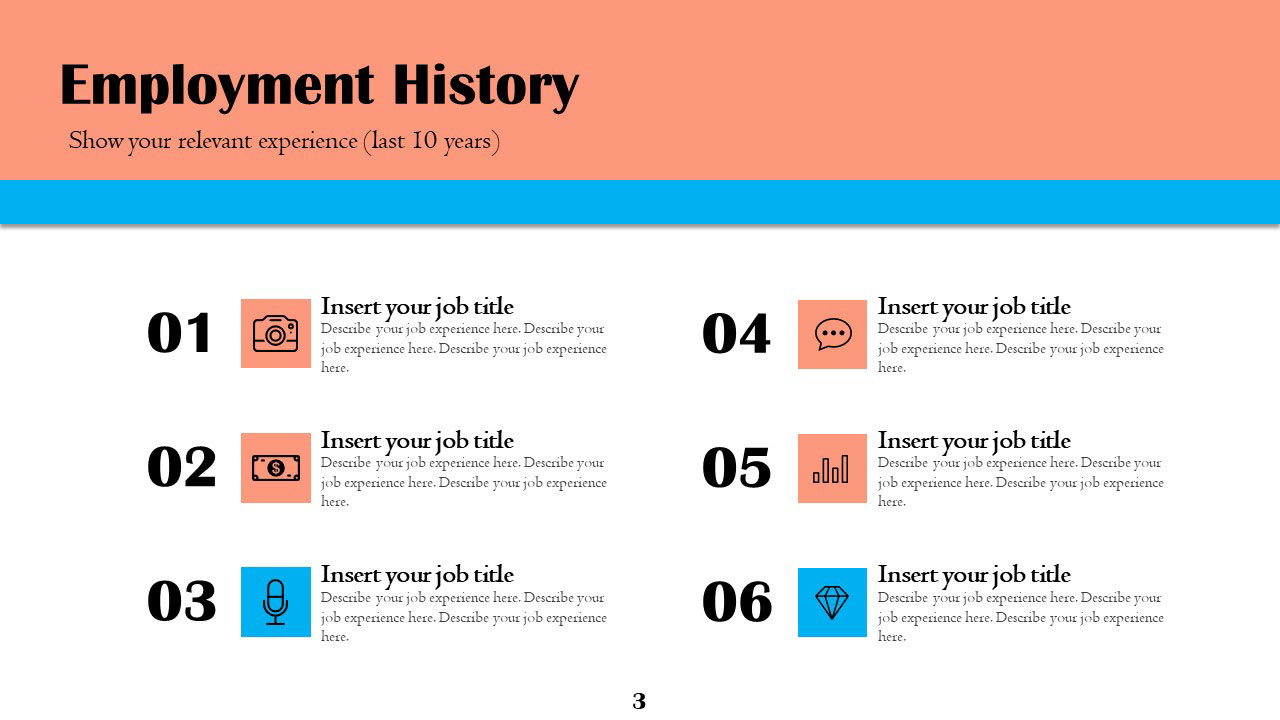 Employment History
Show your relevant experience (last 10 years)
01
Insert your job title
Describe your job experience here. Describe your
job experience here. Describe your job experience
here.
02
Insert your job title
Describe your job experience here. Describe your
job experience here. Describe your job experience
here.
03
Insert your job title
Describe your job experience here. Describe your
job experience here. Describe your job experience
here.
04
Insert your job title
Describe your job experience here. Describe your
job experience here. Describe your job experience
here.
05
Insert your job title
Describe your job experience here. Describe your
job experience here. Describe your job experience
here.
06
Insert your job title
Describe your job experience here. Describe your
job experience here. Describe your job experience
here.
3